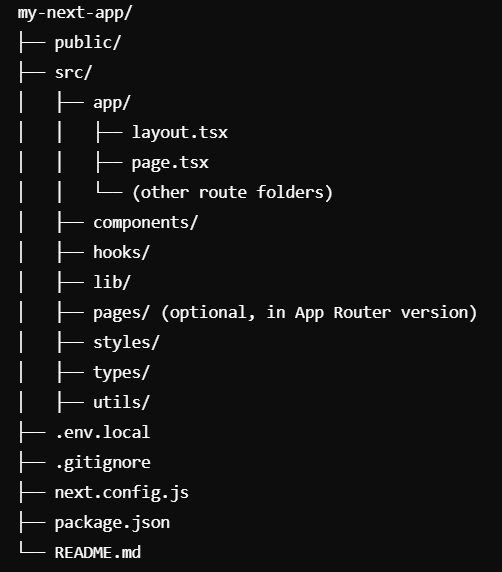 my-next-app/
├── public/
├── src/
│   ├── app/
│   │   ├── layout.tsx
│   │   ├── page.tsx
│   │   └── (other route folders)
│   ├── components/
│   ├── hooks/
│   ├── lib/
│   ├── pages/ (optional, in App Router version)
│   ├── styles/
│   ├── types/
│   ├── utils/
├── .env.local
├── .gitignore
├── next.config.js
├── package.json
└── README.md